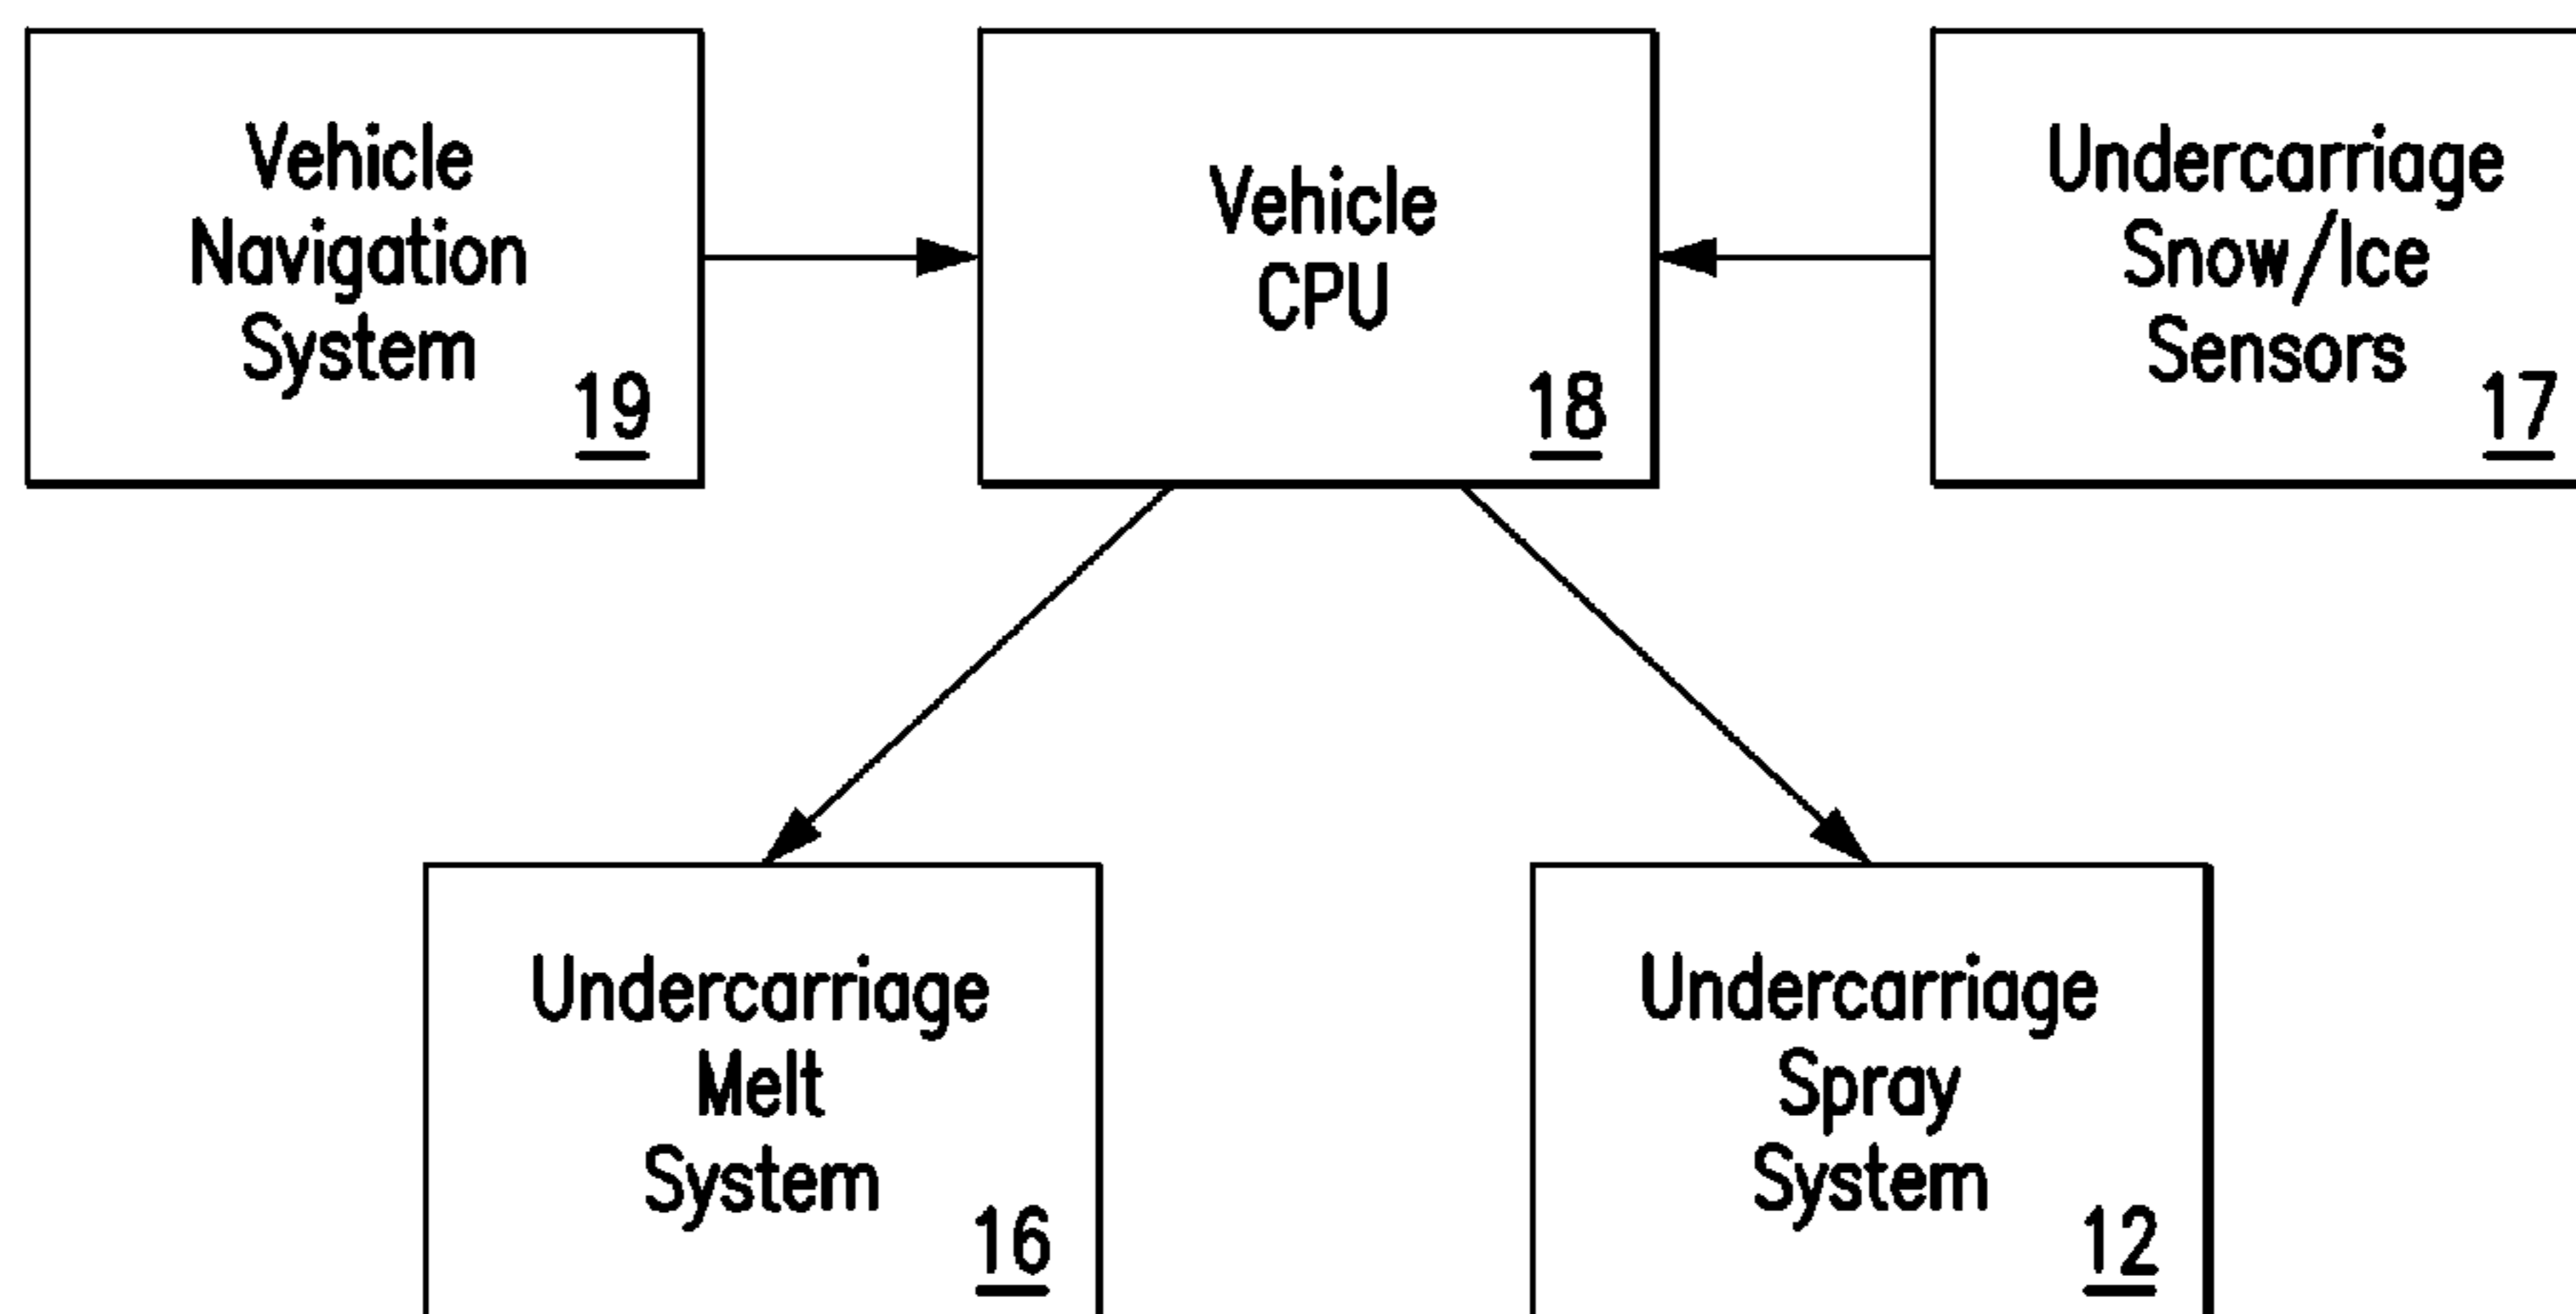 Vehicle
Navigation
System
19
Vehicle
CPU
18
Undercarriage
Snow/Ice
Sensors
17
Undercarriage
Melt
System
16
Undercarriage
Spray
System
12